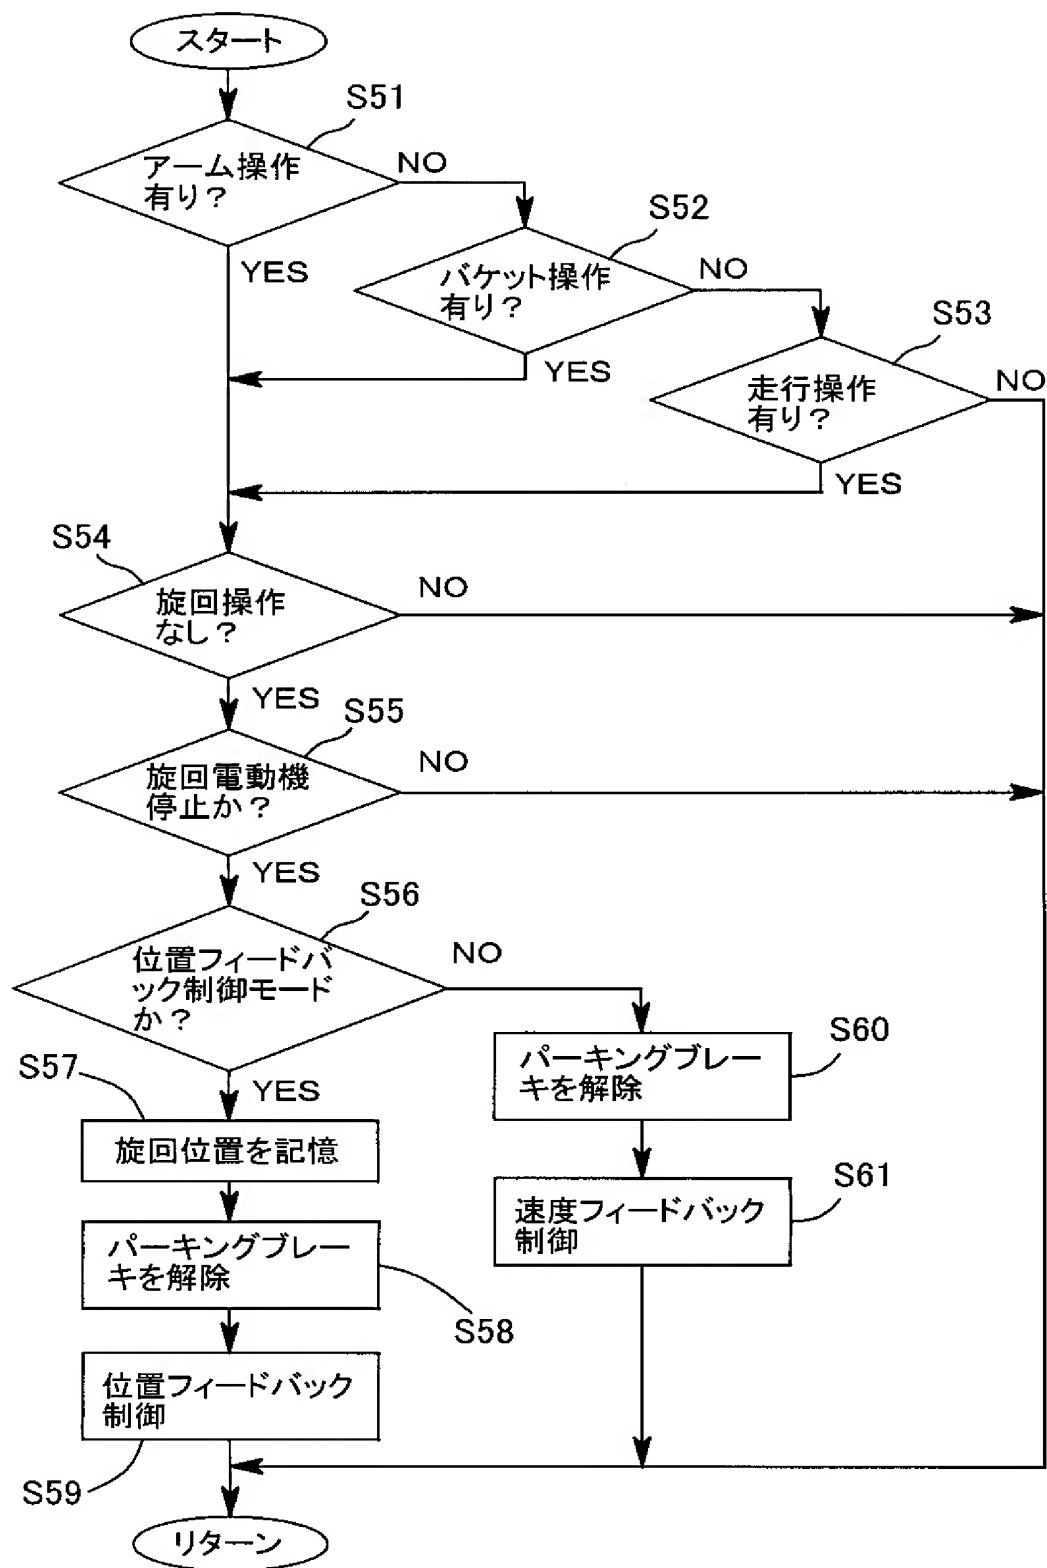 スタート
S51
アーム操作
有り?
NO
S52
YES
バケット操作
有り?
NO
S53
YES
走行操作
有り?
NO
YES
S54
旋回操作
なし?
NO
YES
S55
旋回電動機
停止か?
NO
YES
S56
位置フィードバ
ック制御モード
か?
NO
S60
パーキングブレー
キを解除
S57
YES
旋回位置を記憶
S61
速度フィードバック
制御
パーキングブレー
キを解除
S58
位置フィードバック
制御
S59
リターン